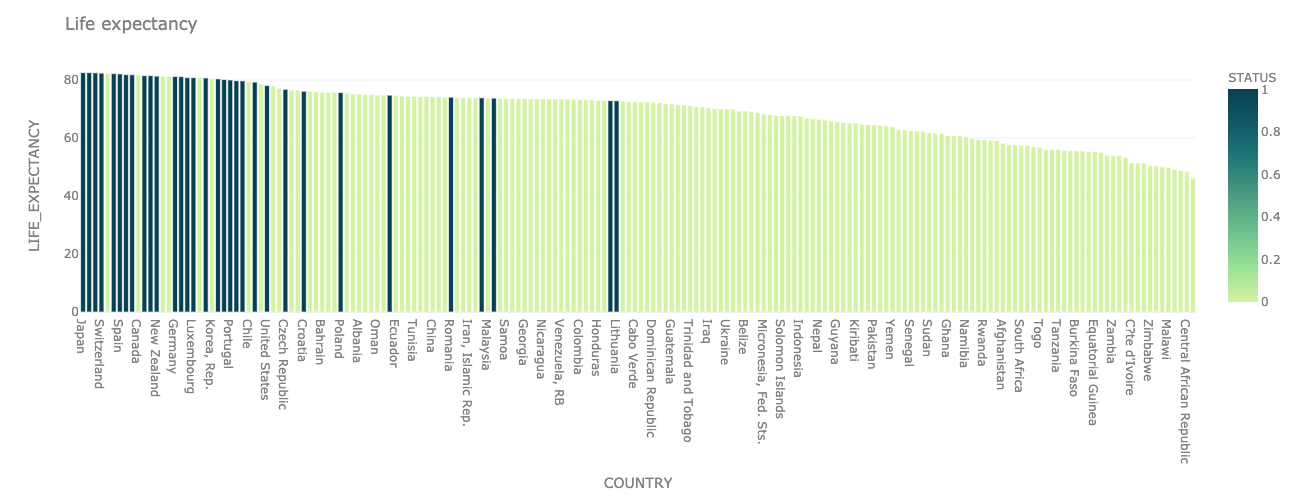 Life expectancy
LIFE_EXPECTANCY
80
60
40
20
0
Japan
Switzerland
Spain
Canada
New Zealand
Germany
Luxembourg
Korea, Rep.
Portugal
Chile
United States
Czech Republic
Croatia
Bahrain
Poland
Albania
Oman
Ecuador
Tunisia
China
Romania
Iran, Islamic Rep.
Malaysia
Samoa
Georgia
Nicaragua
Venezuela, RB
Colombia
Honduras
Lithuania
Cabo Verde
Dominican Republic
Guatemala
Trinidad and Tobago
Iraq
Ukraine
Belize
Micronesia, Fed. Sts.
Solomon Islands
Indonesia
Nepal
Guyana
Kiribati
Pakistan
Yemen
Senegal
Sudan
Ghana
Namibia
Rwanda
Afghanistan
South Africa
Togo
Tanzania
Burkina Faso
Equatorial Guinea
Zambia
C?te d'Ivoire
Zimbabwe
Malawi
Central African Republic
COUNTRY
STATUS
1
0.8
0.6
0.4
0.2
0